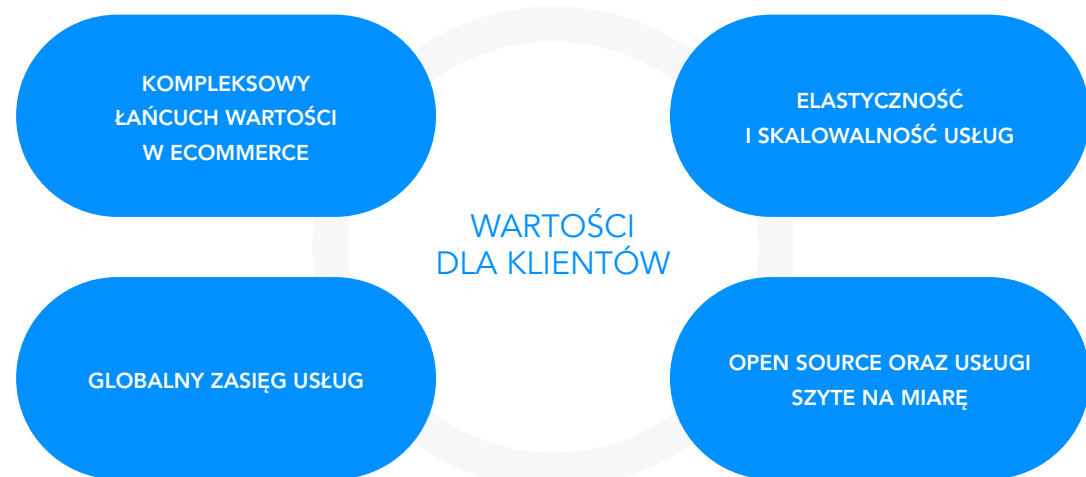 KOMPLEKSOWY
ŁAŃCUCH WARTOŚCI
W ECOMMERCE
ELASTYCZNOŚĆ
I SKALOWALNOŚĆ USŁUG
WARTOŚCI
DLA KLIENTÓW
GLOBALNY ZASIĘG USŁUG
OPEN SOURCE ORAZ USŁUGI
SZYTE NA MIARĘ